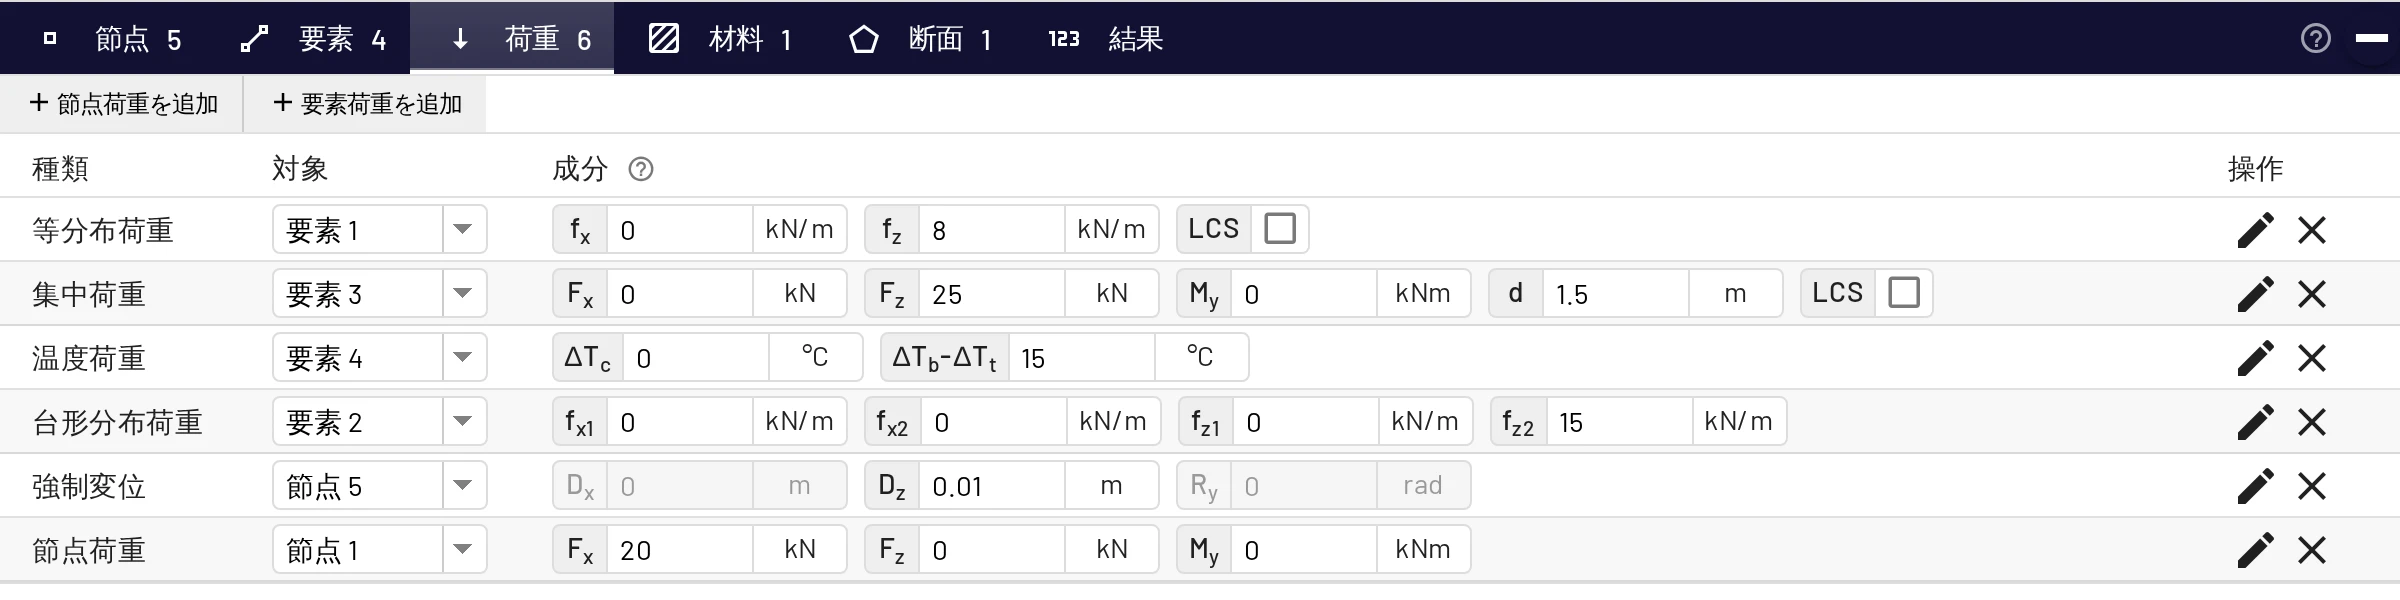 節点 5 要素 4 荷重 6 材料 1 断面 1 123 結果
+ 節点荷重を追加 + 要素荷重を追加
種類 対象 成分 操作
等分布荷重 要素 1 fx 0 kN/m fz 8 kN/m LCS
集中荷重 要素 3 Fx 0 kN Fz 25 kN My 0 kNm d 1.5 m LCS
温度荷重 要素 4 ΔTc 0 °C ΔTb-ΔTt 15 °C
台形分布荷重 要素 2 fx1 0 kN/m fx2 0 kN/m fz1 0 kN/m fz2 15 kN/m
強制変位 節点 5 Dx 0 m Dz 0.01 m Ry 0 rad
節点荷重 節点 1 Fx 20 kN Fz 0 kN My 0 kNm